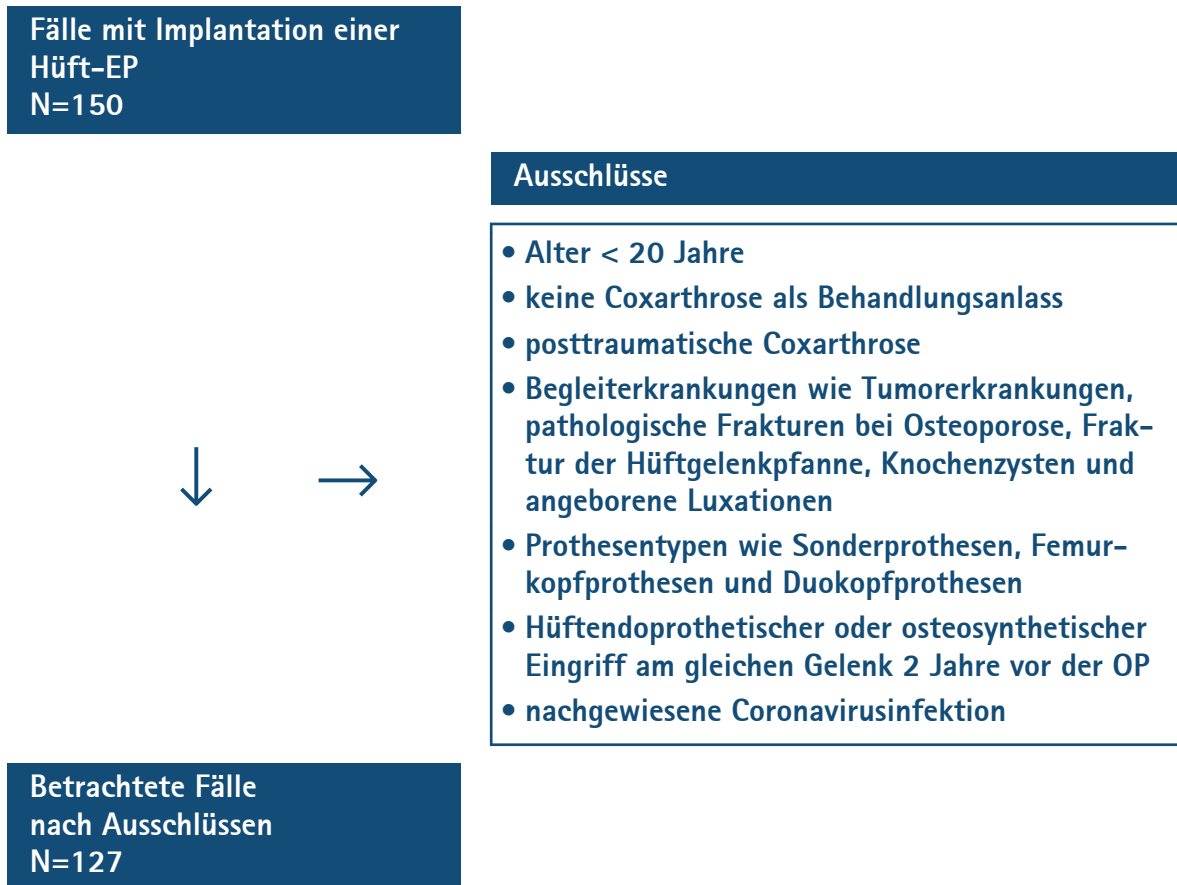 Fälle mit Implantation einer
Hüft-EP
N=150
Ausschlüsse
• Alter < 20 Jahre
• keine Coxarthrose als Behandlungsanlass
• posttraumatische Coxarthrose
• Begleiterkrankungen wie Tumorerkrankungen,
pathologische Frakturen bei Osteoporose, Frak-
tur der Hüftgelenkpfanne, Knochenzysten und
angeborene Luxationen
• Prothesentypen wie Sonderprothesen, Femur-
kopfprothesen und Duokopfprothesen
• Hüftendoprothetischer oder osteosynthetischer
Eingriff am gleichen Gelenk 2 Jahre vor der OP
• nachgewiesene Coronavirusinfektion
Betrachtete Fälle
nach Ausschlüssen
N=127